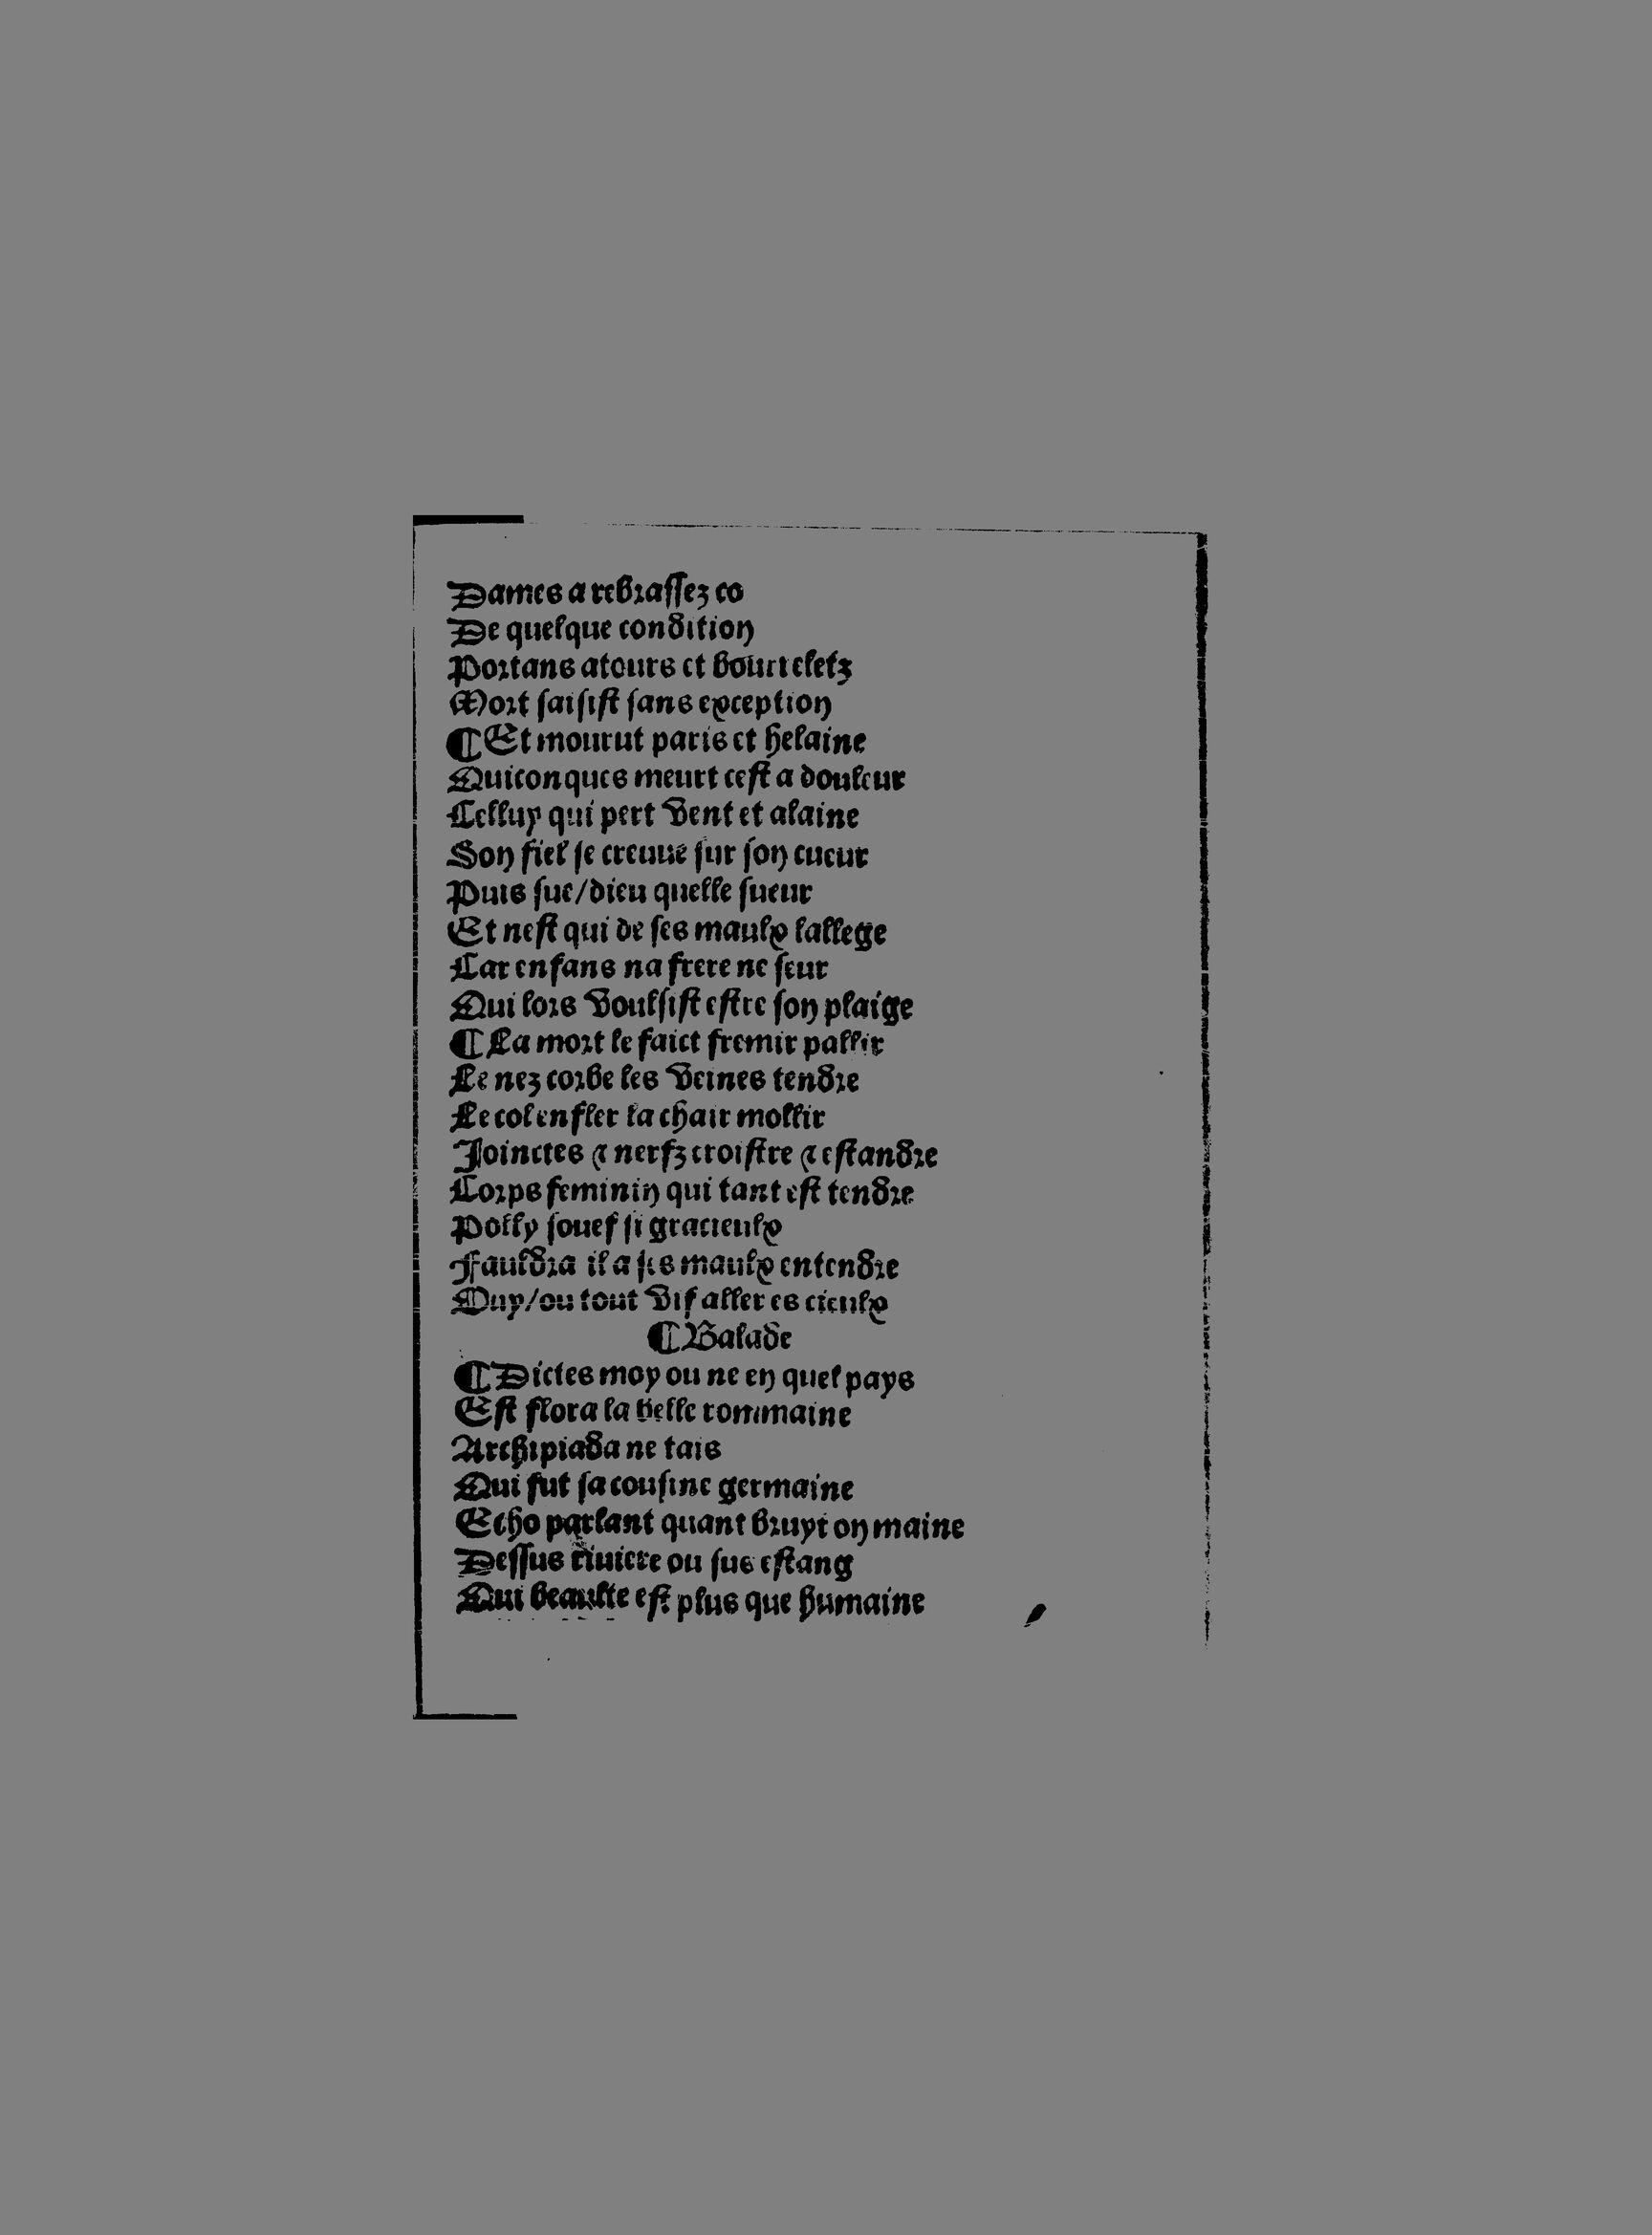 Dames a rebrassez co
De quelque condition
Portans atours et bourreletz
Mort saisist sans exception
¶ Et mourut paris et helaine
Quiconques meurt cest a douleur
Celluy qui pert vent et alaine
Son fiel se creuue sur son cueur
Puis sue/dieu quelle sueur
Et nest qui de ses maulx lallege
Car enfans na frere ne seur
Qui lors voulsist estre son plaige
¶ La mort le faict fremir pallir
Le nez corbe les veines tendre
Le col enfler la chair mollir
Joinctes ⁊ nerfz croistre ⁊ estandre
Corps feminin qui tant est tendre
Polly souef si gracieulx
Fauldra il a ses maulx entendre
Ouy/ou tout vif aller es cieulx
¶ Balade
¶ Dictes moy ou ne en quel pays
Est flora la belle rommaine
Archipiada ne tais
Qui fut sa cousine germaine
Echo parlant quant bruyt on maine
Dessus riuiere ou sus estang
Qui beaulte est plus que humaine